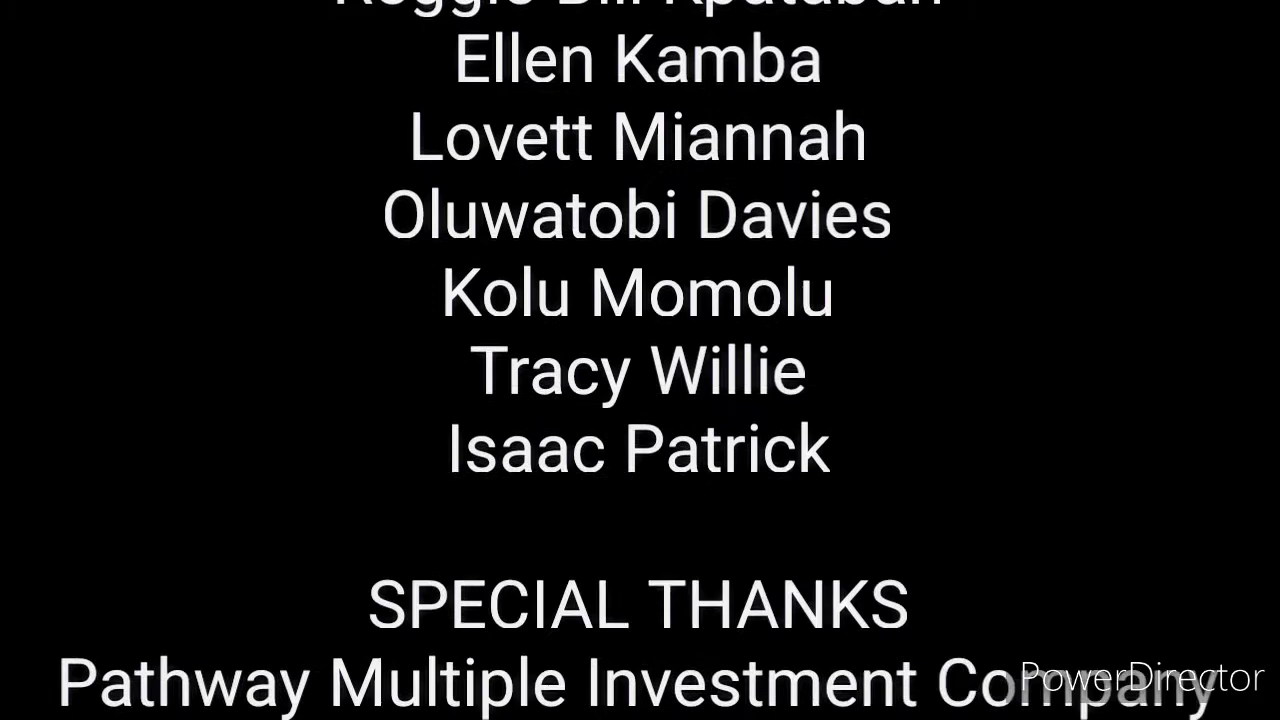 Ellen Kamba
Lovett Miannah
Oluwatobi Davies
Kolu Momolu
Tracy Willie
Isaac Patrick
SPECIAL THANKS
Pathway Multiple Investment Company
PowerDirector